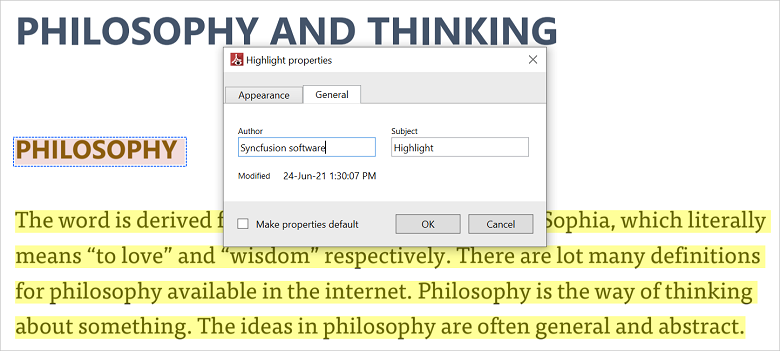 PHILOSOPHY AND THINKING
Highlight properties
Appearance
General
Author
Subject
Syncfusion software
Highlight
Modified 24-Jun-21 1:30:07 PM
Make properties default
OK
Cancel
PHILOSOPHY
The word is derived Sophia, which literally
means “to love” and “wisdom” respectively. There are lot many definitions
for philosophy available in the internet. Philosophy is the way of thinking
about something. The ideas in philosophy are often general and abstract.